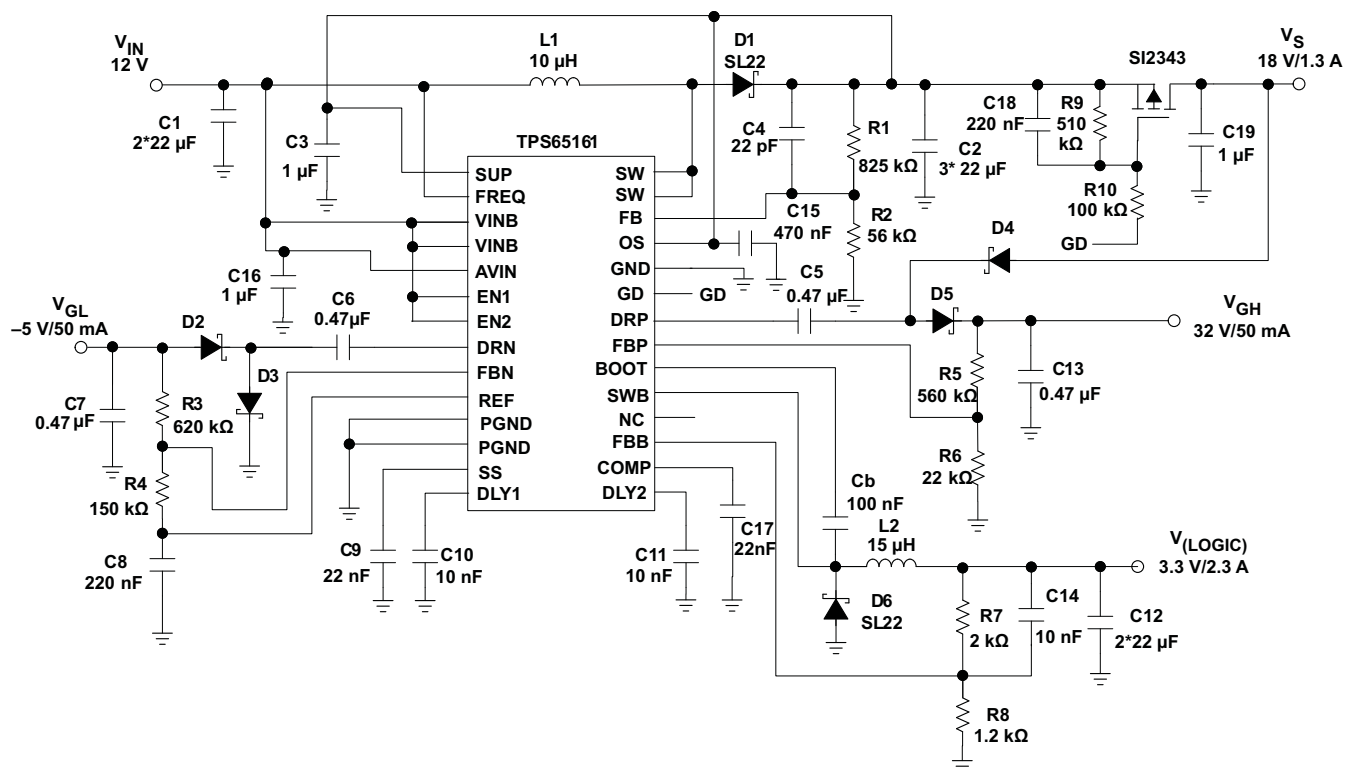 V_IN
12 V
C1
2*22 µF
L1
10 µH
D1
SL22
SI2343
V_S
18 V/1.3 A
C3
1 µF
C4
22 pF
R1
825 kΩ
C2
3* 22 µF
C18
220 nF
R9
510
kΩ
C19
1 µF
R10
100 kΩ
GD
TPS65161
SUP
FREQ
VINB
VINB
AVIN
EN1
EN2
DRN
FBN
REF
PGND
PGND
SS
DLY1
SW
SW
FB
OS
GND
GD
DRP
FBP
BOOT
SWB
NC
FBB
COMP
DLY2
GD
C15
470 nF
R2
56 kΩ
D4
C5
0.47 µF
D5
V_GH
32 V/50 mA
C16
1 µF
V_GL
–5 V/50 mA
D2
C6
0.47µF
D3
C7
0.47 µF
R3
620 kΩ
R4
150 kΩ
C8
220 nF
C9
22 nF
C10
10 nF
C11
10 nF
C17
22nF
R5
560 kΩ
C13
0.47 µF
R6
22 kΩ
Cb
100 nF
L2
15 µH
V_(LOGIC)
3.3 V/2.3 A
D6
SL22
R7
2 kΩ
C14
10 nF
C12
2*22 µF
R8
1.2 kΩ